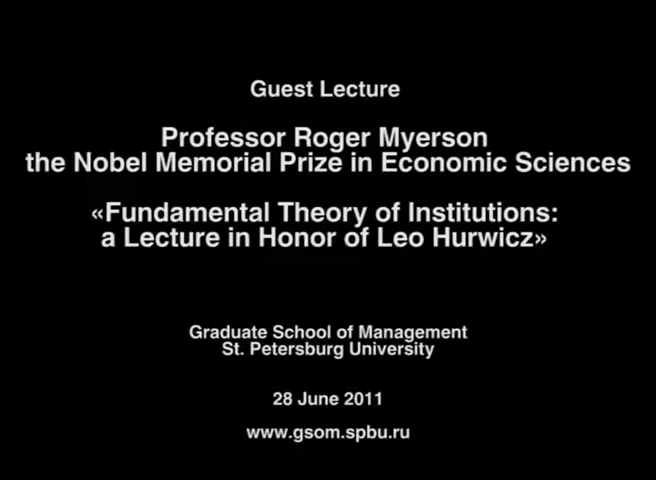 Guest Lecture
Professor Roger Myerson
the Nobel Memorial Prize in Economic Sciences
«Fundamental Theory of Institutions:
a Lecture in Honor of Leo Hurwicz»
Graduate School of Management
St. Petersburg University
28 June 2011
www.gsom.spbu.ru